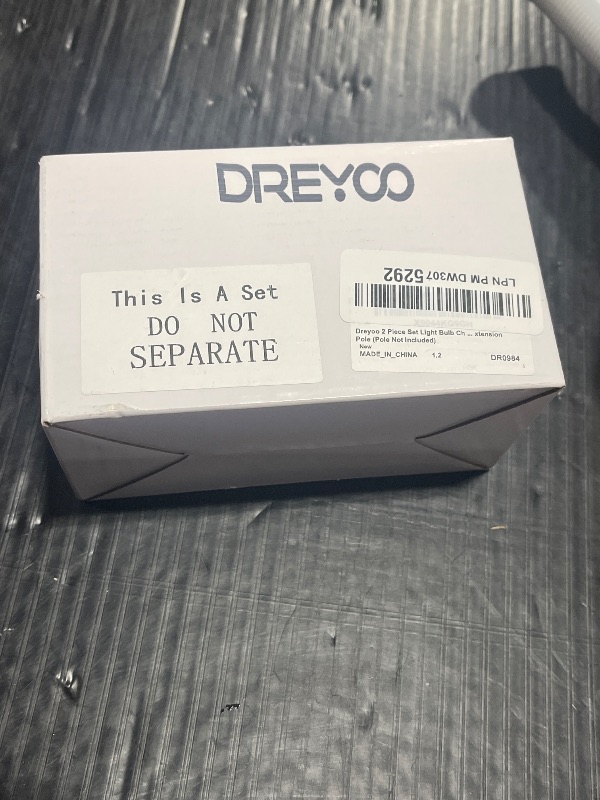 DREYOO
This Is A Set
DO NOT
SEPARATE
LPN PM DW3075292
Dreyoo 2 Piece Set Light Bulb Ch ... xtension
Pole (Pole Not Included)
New
MADE_IN_CHINA 1.2 DR0984